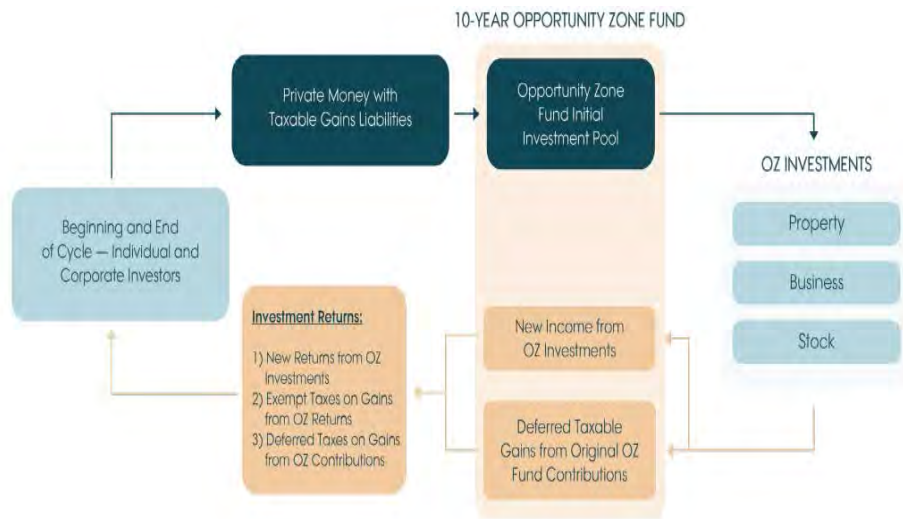 10-YEAR OPPORTUNITY ZONE FUND
Private Money with
Taxable Gains Liabilities
Opportunity Zone
Fund Initial
Investment Pool
OZ INVESTMENTS
Property
Business
Stock
Beginning and End
of Cycle — Individual and
Corporate Investors
Investment Returns:
1) New Returns from OZ
Investments
2) Exempt Taxes on Gains
from OZ Returns
3) Deferred Taxes on Gains
from OZ Contributions
New Income from
OZ Investments
Deferred Taxable
Gains from Original OZ
Fund Contributions